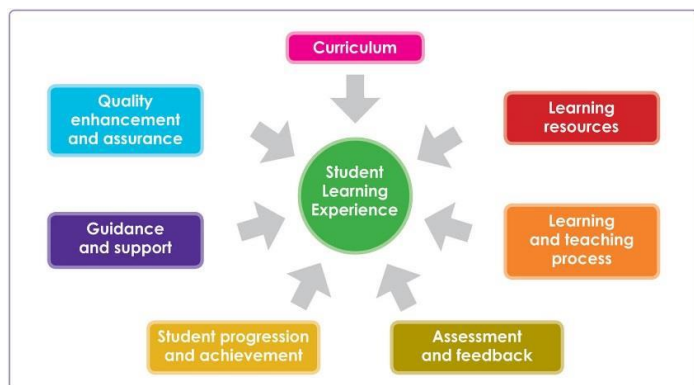 Curriculum
Quality
enhancement
and assurance
Learning
resources
Student
Learning
Experience
Guidance
and support
Learning
and teaching
process
Student progression
and achievement
Assessment
and feedback